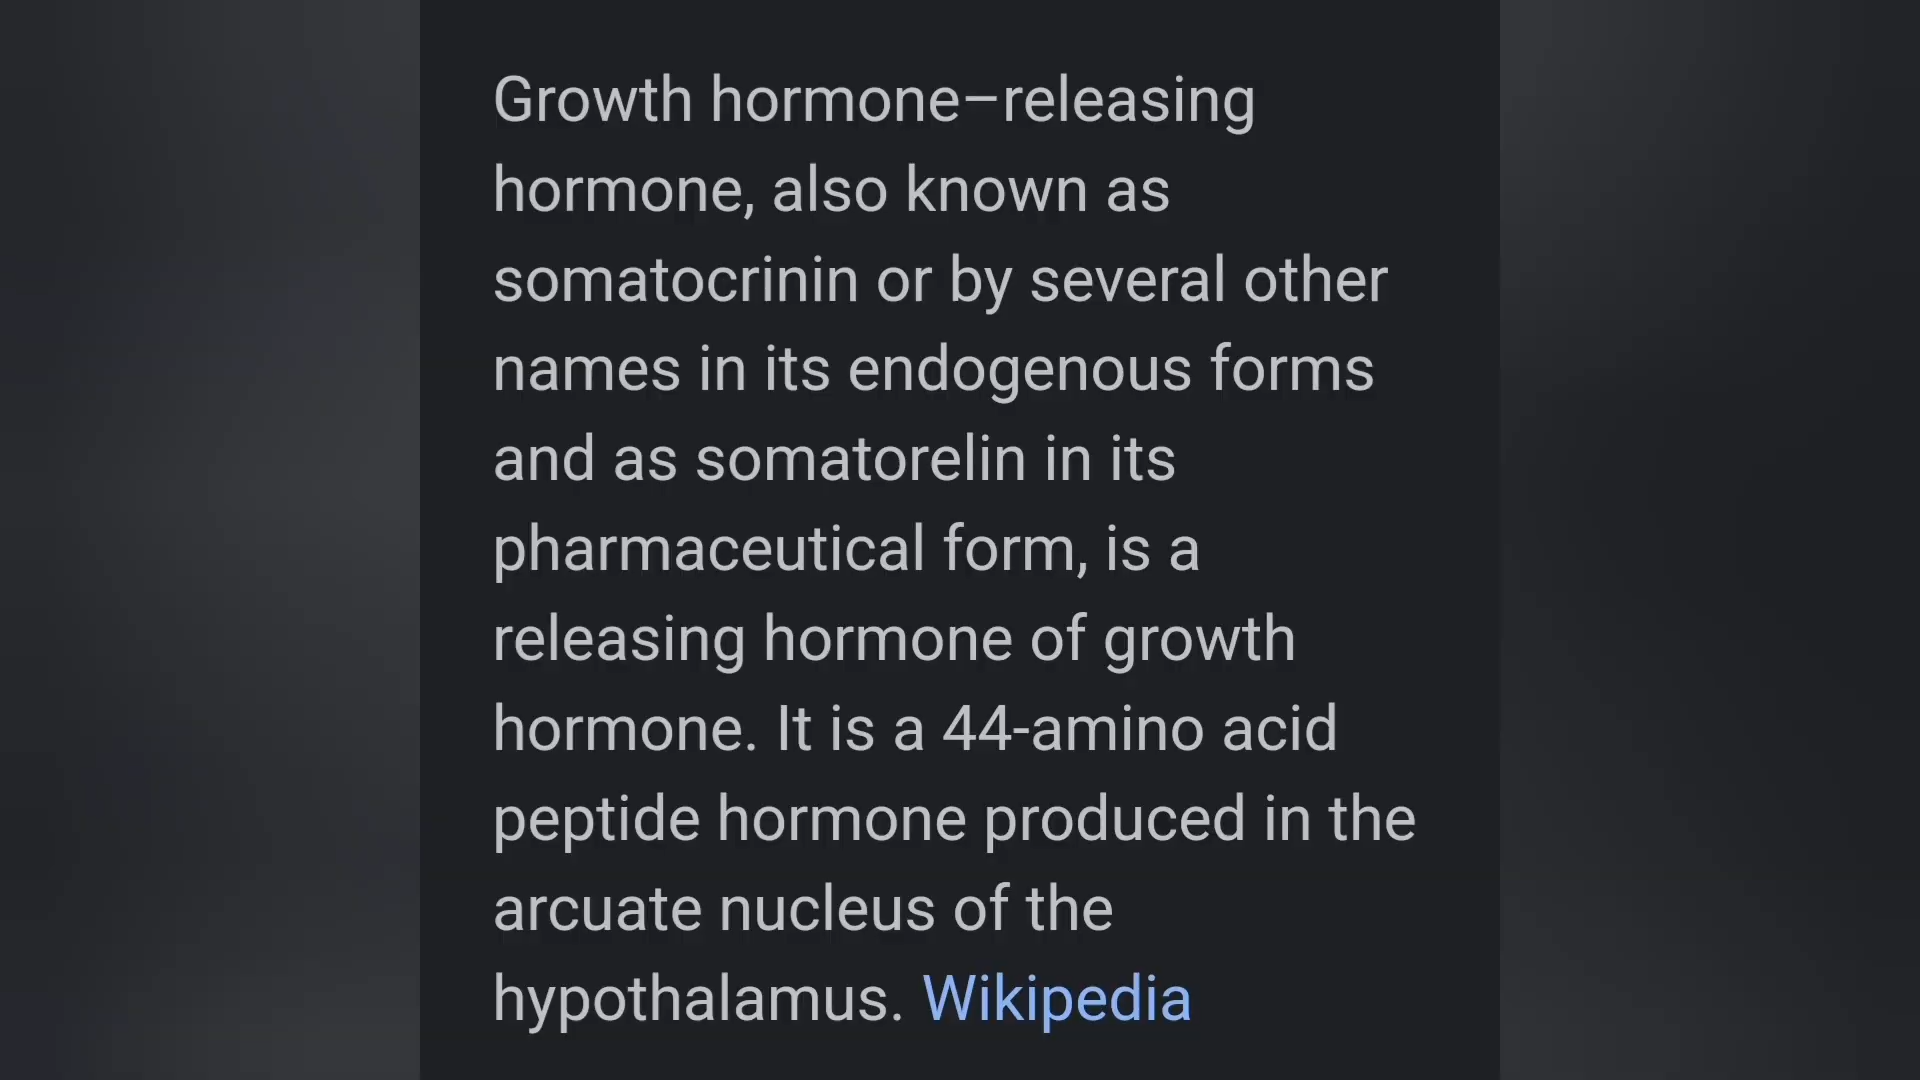 Growth hormone–releasing
hormone, also known as
somatocrinin or by several other
names in its endogenous forms
and as somatorelin in its
pharmaceutical form, is a
releasing hormone of growth
hormone. It is a 44-amino acid
peptide hormone produced in the
arcuate nucleus of the
hypothalamus. Wikipedia